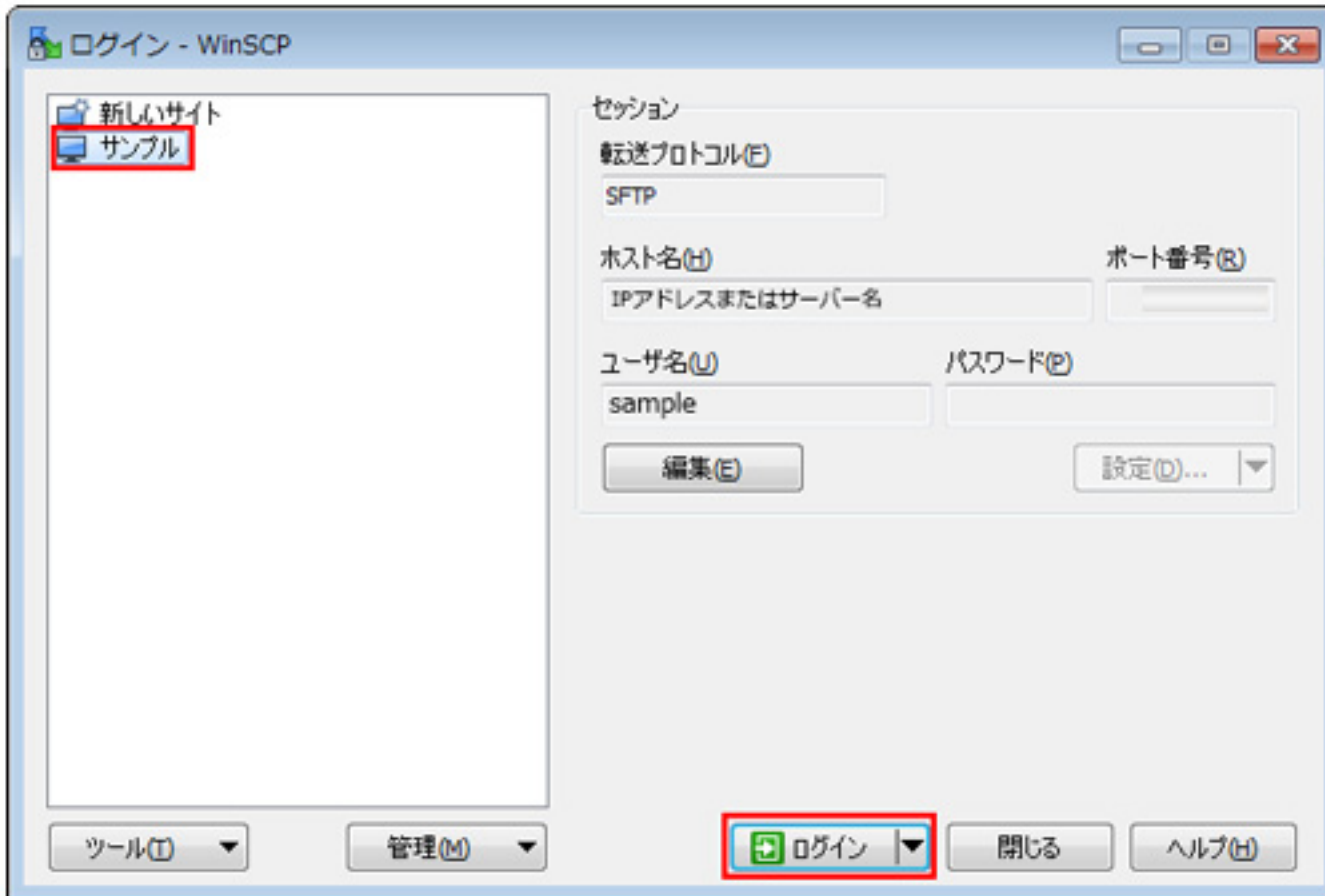 ログイン - WinSCP
新しいサイト
サンプル
セッション
転送プロトコル(F)
SFTP
ホスト名(H) ポート番号(R)
IPアドレスまたはサーバー名
ユーザ名(U) パスワード(P)
sample
編集(E) 設定(D)...
ツール(T) 管理(M) ログイン 閉じる ヘルプ(H)